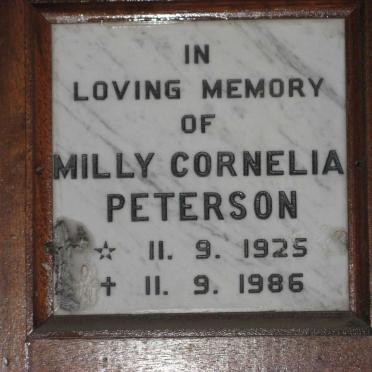 IN
LOVING MEMORY
OF
MILLY CORNELIA
PETERSON
☆ 11. 9. 1925
✝ 11. 9. 1986